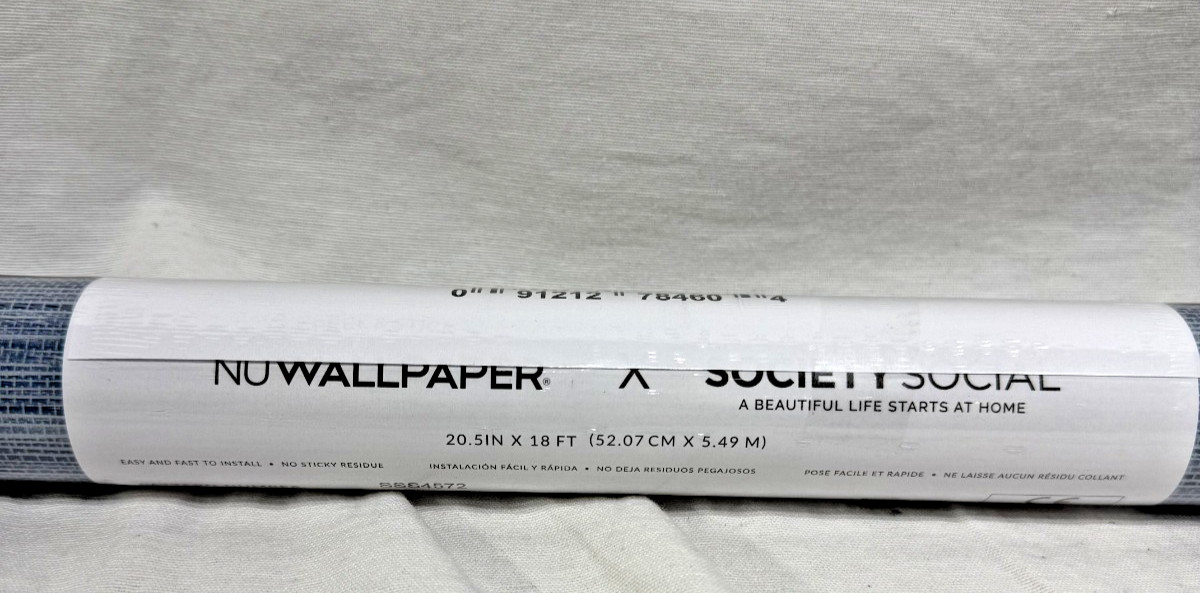 0 91212 78460 4
NUWALLPAPER® X SOCIETY SOCIAL
A BEAUTIFUL LIFE STARTS AT HOME
20.5IN X 18 FT (52.07 CM X 5.49 M)
EASY AND FAST TO INSTALL • NO STICKY RESIDUE INSTALACIÓN FÁCIL Y RÁPIDA • NO DEJA RESIDUOS PEGAJOSOS POSE FACILE ET RAPIDE • NE LAISSE AUCUN RÉSIDU COLLANT
SSS4572